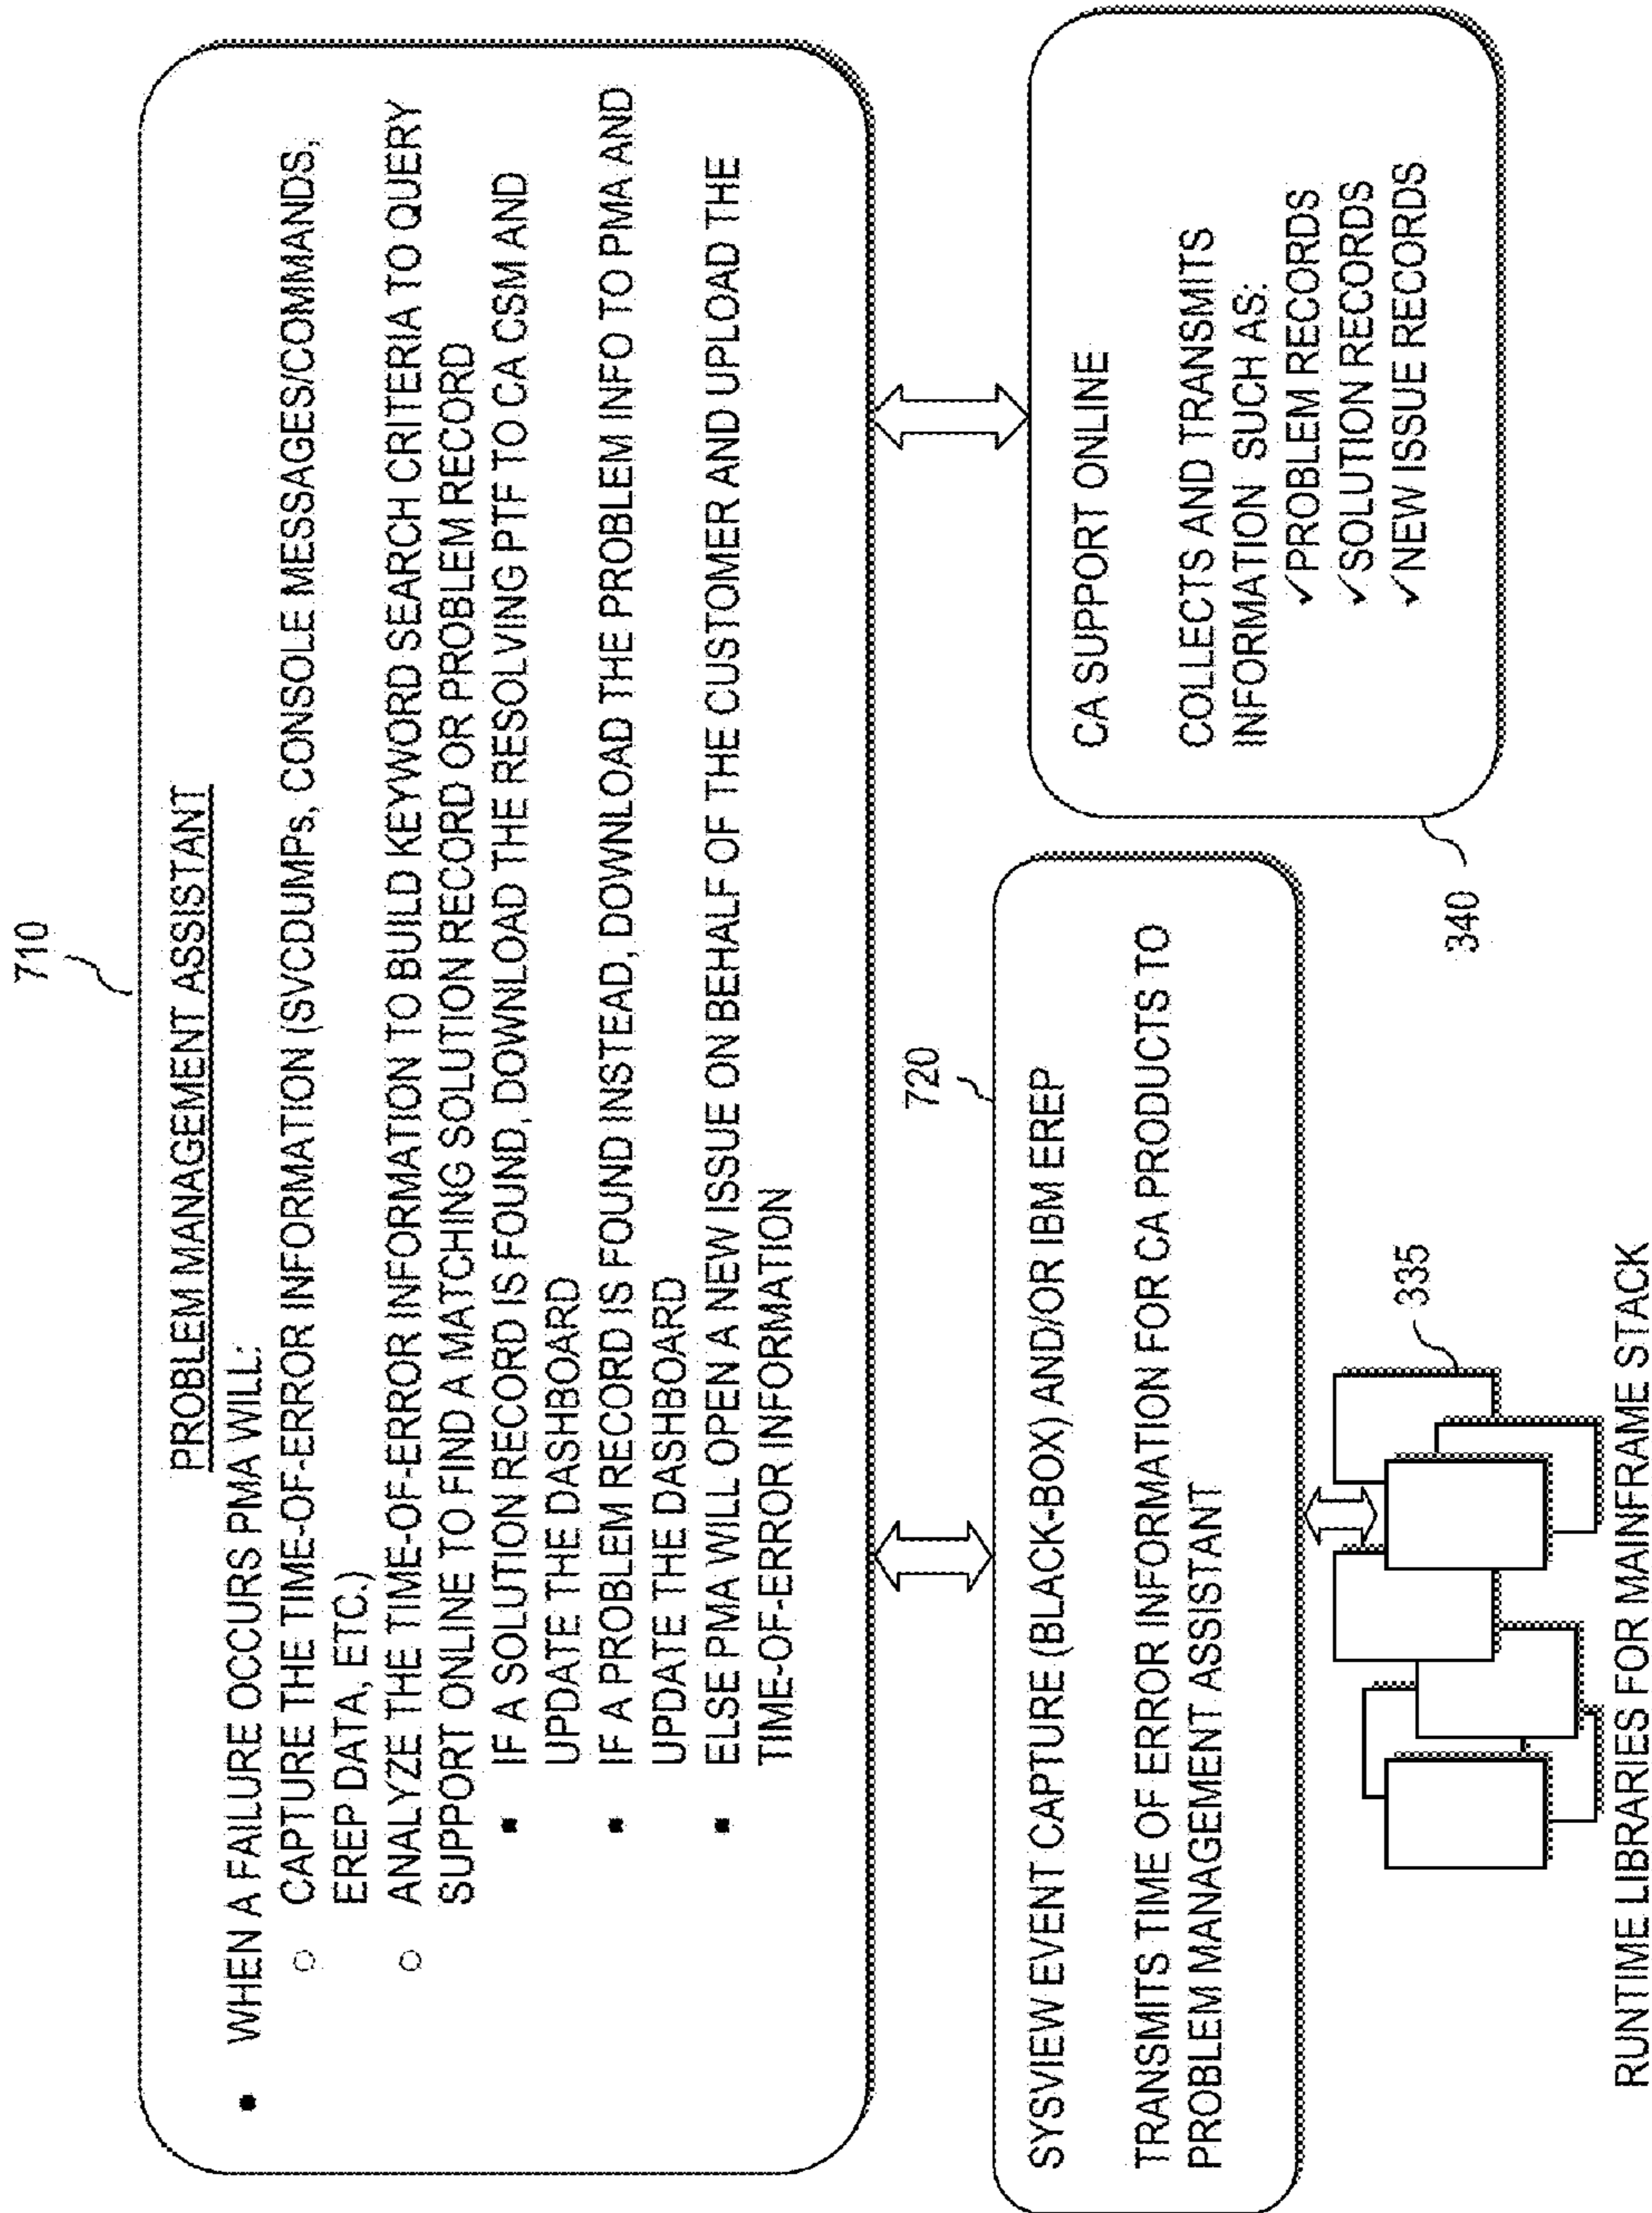 710
PROBLEM MANAGEMENT ASSISTANT
• WHEN A FAILURE OCCURS PMA WILL:
○ CAPTURE THE TIME-OF-ERROR INFORMATION (SVCDUMPs, CONSOLE MESSAGES/COMMANDS,
EREP DATA, ETC.)
○ ANALYZE THE TIME-OF-ERROR INFORMATION TO BUILD KEYWORD SEARCH CRITERIA TO QUERY
SUPPORT ONLINE TO FIND A MATCHING SOLUTION RECORD OR PROBLEM RECORD
▪ IF A SOLUTION RECORD IS FOUND, DOWNLOAD THE RESOLVING PTF TO CA CSM AND
UPDATE THE DASHBOARD
▪ IF A PROBLEM RECORD IS FOUND INSTEAD, DOWNLOAD THE PROBLEM INFO TO PMA AND
UPDATE THE DASHBOARD
▪ ELSE PMA WILL OPEN A NEW ISSUE ON BEHALF OF THE CUSTOMER AND UPLOAD THE
TIME-OF-ERROR INFORMATION
720
SYSVIEW EVENT CAPTURE (BLACK-BOX) AND/OR IBM EREP
TRANSMITS TIME OF ERROR INFORMATION FOR CA PRODUCTS TO
PROBLEM MANAGEMENT ASSISTANT
CA SUPPORT ONLINE
COLLECTS AND TRANSMITS
INFORMATION SUCH AS:
✓PROBLEM RECORDS
✓SOLUTION RECORDS
✓NEW ISSUE RECORDS
340
335
RUNTIME LIBRARIES FOR MAINFRAME STACK